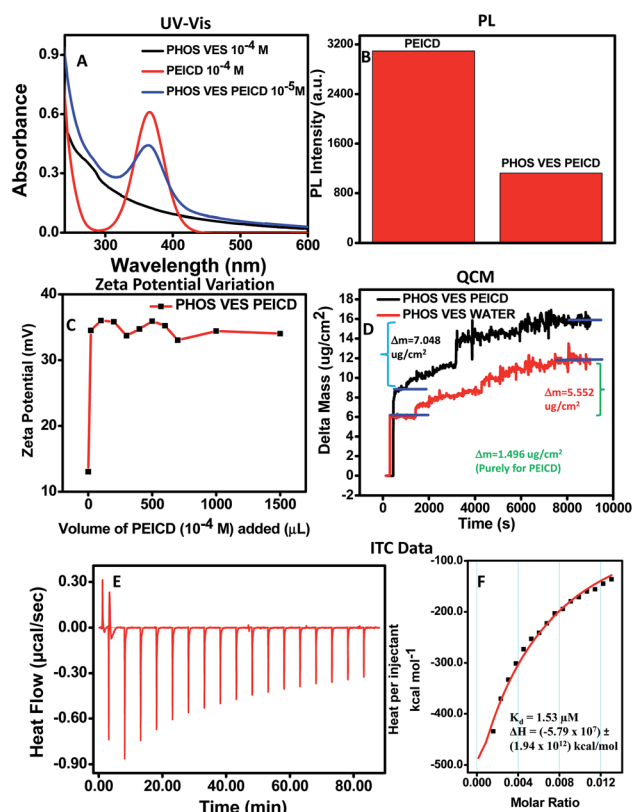 UV-Vis
PL
A
PHOS VES 10⁻⁴ M
PEICD 10⁻⁴ M
PHOS VES PEICD 10⁻⁵M
Absorbance
0.9
0.6
0.3
0.0
300
400
500
600
Wavelength (nm)
B
PEICD
PHOS VES PEICD
PL Intensity (a.u.)
3200
2400
1600
800
0
Zeta Potential Variation
C
PHOS VES PEICD
Zeta Potential (mV)
40
30
20
10
0
500
1000
1500
Volume of PEICD (10⁻⁴ M) added (μL)
QCM
PHOS VES PEICD
PHOS VES WATER
D
Δm=7.048
ug/cm²
Δm=5.552
ug/cm²
Δm=1.496 ug/cm²
(Purely for PEICD)
Delta Mass (ug/cm²)
18
16
14
12
10
8
6
4
2
0
-2
0
2000
4000
6000
8000
10000
Time (s)
ITC Data
E
Heat Flow (μcal/sec)
0.30
0.00
-0.30
-0.60
-0.90
0.00
20.00
40.00
60.00
80.00
Time (min)
F
Heat per injectant
kcal mol⁻¹
-100.0
-200.0
-300.0
-400.0
-500.0
K_d = 1.53 μM
ΔH = (-5.79 x 10⁷) ±
(1.94 x 10¹²) kcal/mol
0.000
0.004
0.008
0.012
Molar Ratio